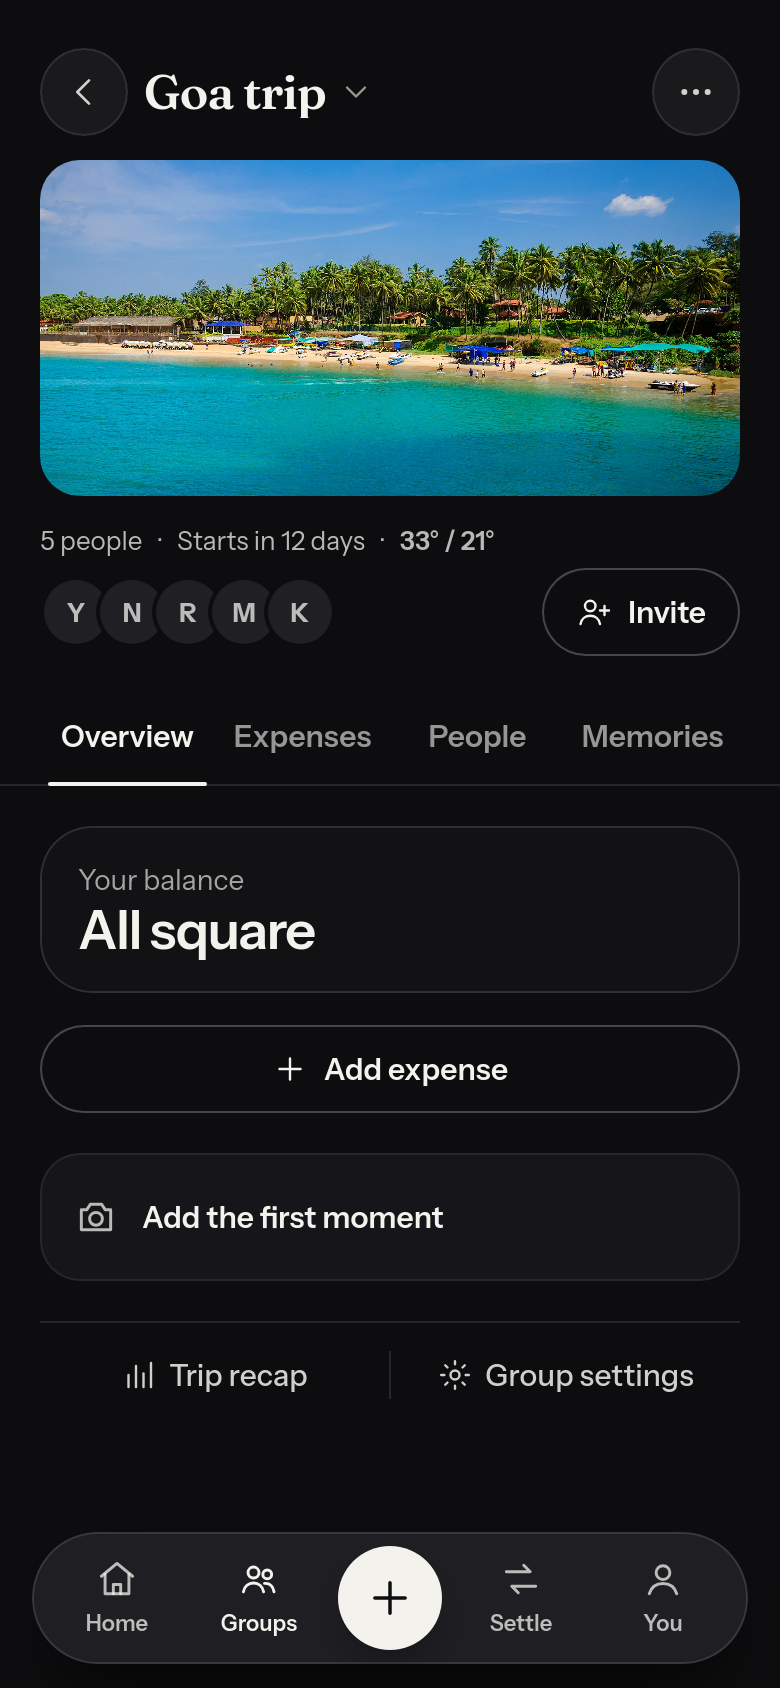 Goa trip
5 people · Starts in 12 days · 33° / 21°
Y N R M K
Invite
Overview Expenses People Memories
Your balance
All square
Add expense
Add the first moment
Trip recap Group settings
Home Groups Settle You